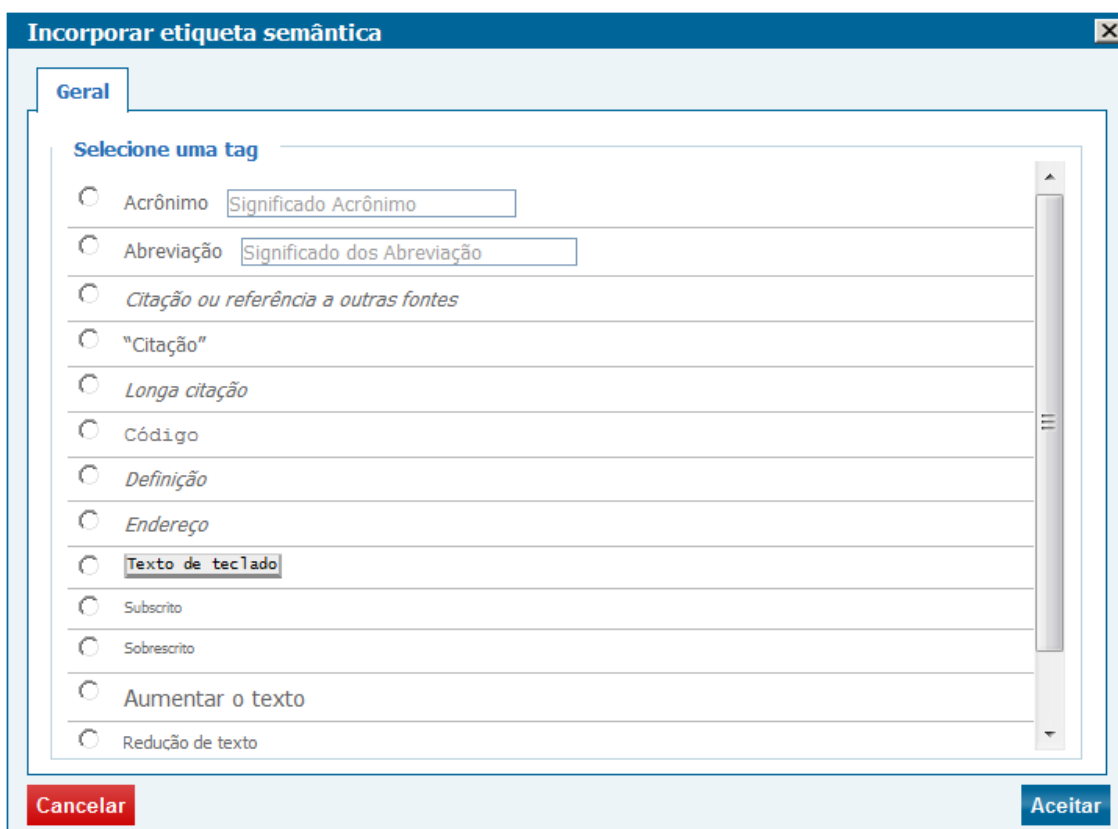 Incorporar etiqueta semântica
Geral
Selecione uma tag
Acrônimo Significado Acrônimo
Abreviação Significado dos Abreviação
Citação ou referência a outras fontes
“Citação”
Longa citação
Código
Definição
Endereço
Texto de teclado
Subscrito
Sobrescrito
Aumentar o texto
Redução de texto
Cancelar Aceitar